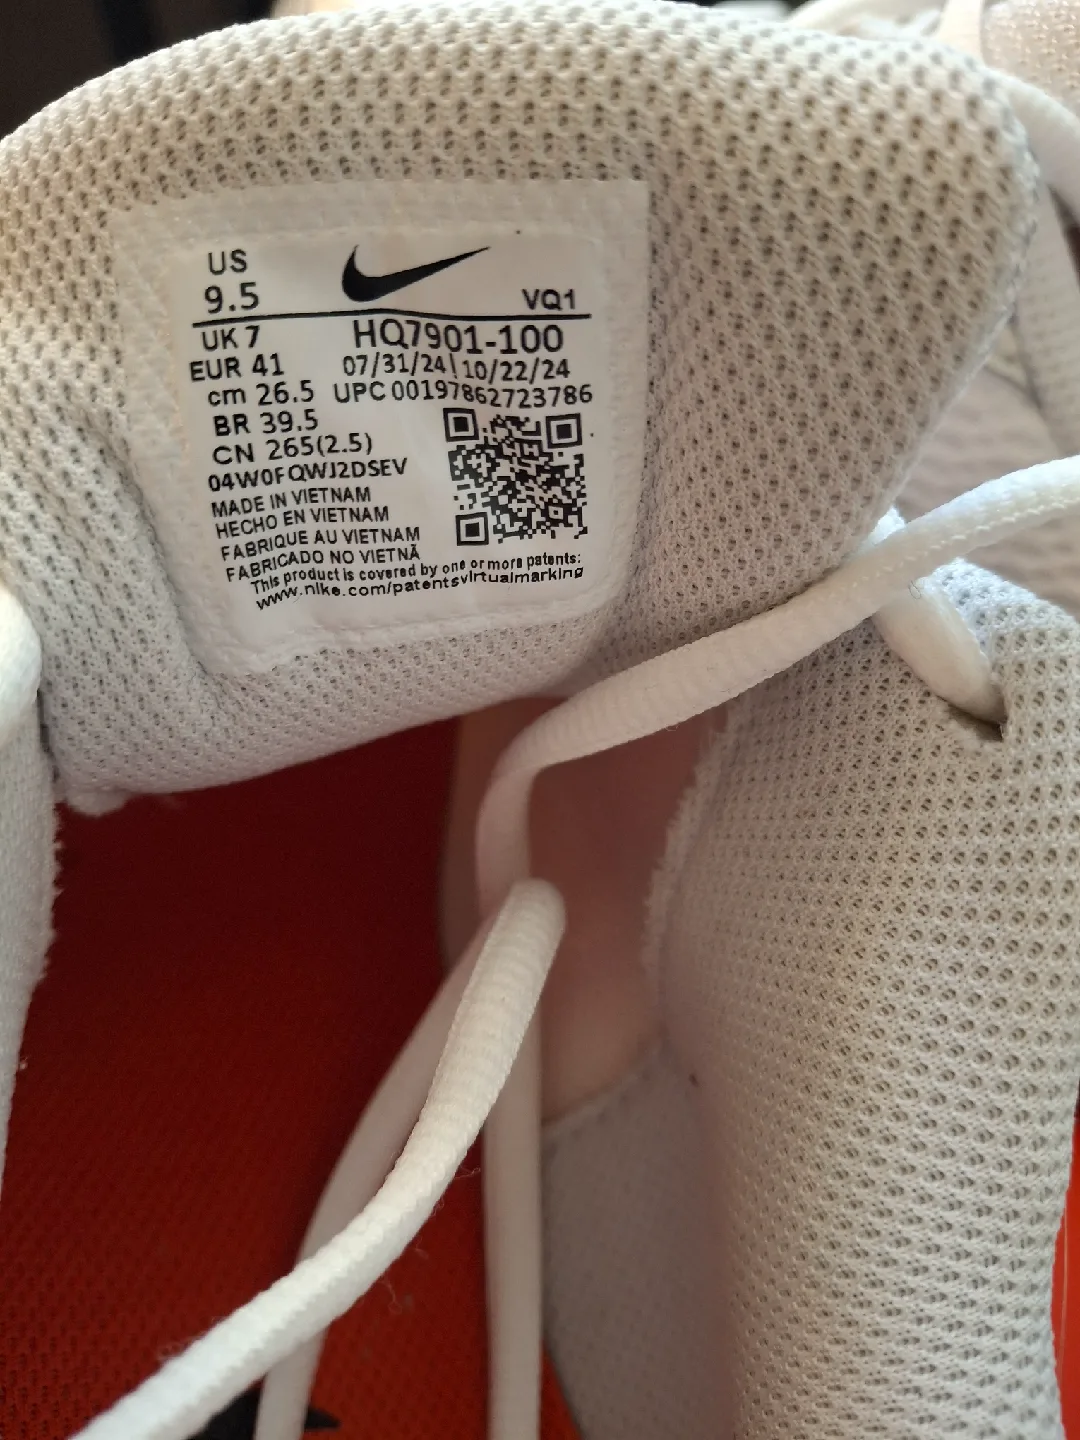 US
9.5
VQ1
UK 7
HQ7901-100
EUR 41
07/31/24\10/22/24
cm 26.5
UPC 00197862723786
BR 39.5
CN 265(2.5)
04W0FQWJ2DSEV
MADE IN VIETNAM
HECHO EN VIETNAM
FABRIQUE AU VIETNAM
FABRICADO NO VIETNÃ
This product is covered by one or more patents:
www.nike.com/patentsvirtualmarking